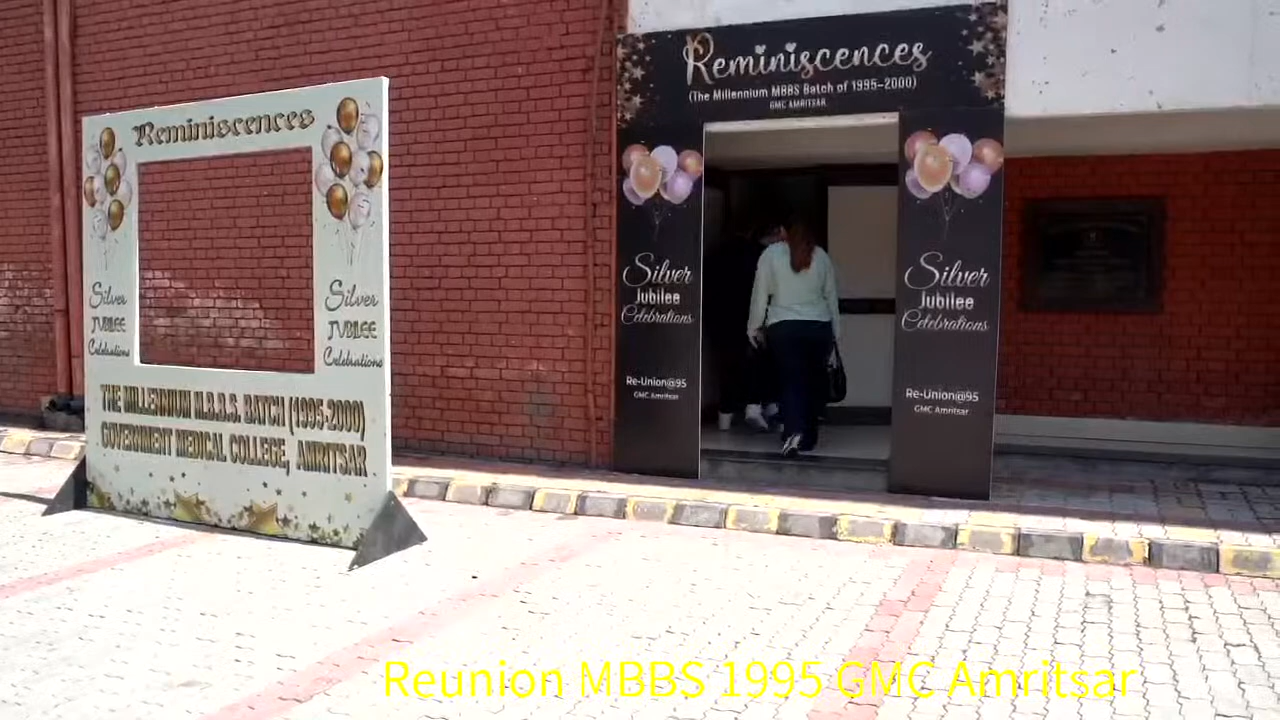 Reminiscences
Silver
JUBILEE
Celebrations
Silver
JUBILEE
Celebrations
THE MILLENNIUM M.B.B.S. BATCH (1995-2000)
GOVERNMENT MEDICAL COLLEGE, AMRITSAR
Reminiscences
(The Millennium MBBS Batch of 1995-2000)
GMC AMRITSAR
Silver
Jubilee
Celebrations
Re-Union@95
GMC Amritsar
Silver
Jubilee
Celebrations
Re-Union@95
GMC Amritsar
Reunion MBBS 1995 GMC Amritsar